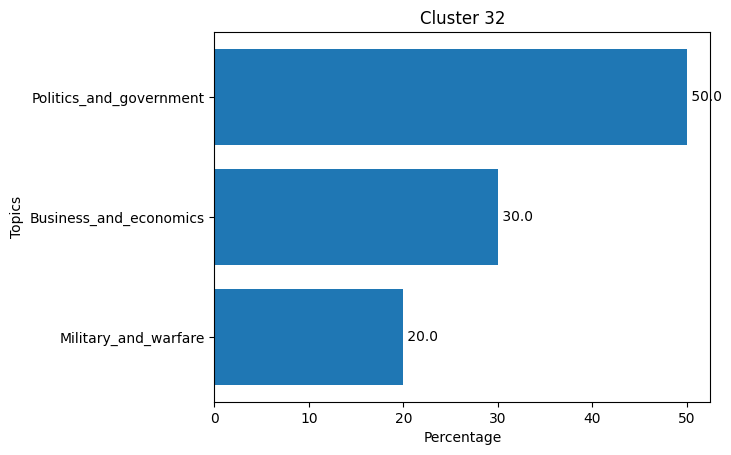 Cluster 32
Topics
Politics_and_government
50.0
Business_and_economics
30.0
Military_and_warfare
20.0
0 10 20 30 40 50
Percentage